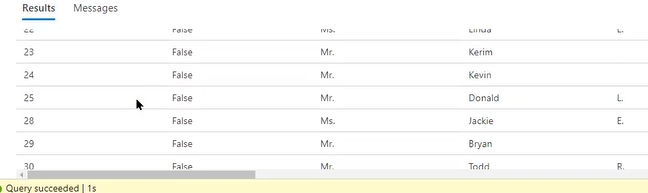 Results Messages
22 False Ms. Linda L.
23 False Mr. Kerim
24 False Mr. Kevin
25 False Mr. Donald L.
28 False Ms. Jackie E.
29 False Mr. Bryan
30 False Mr. Todd R.
Query succeeded | 1s